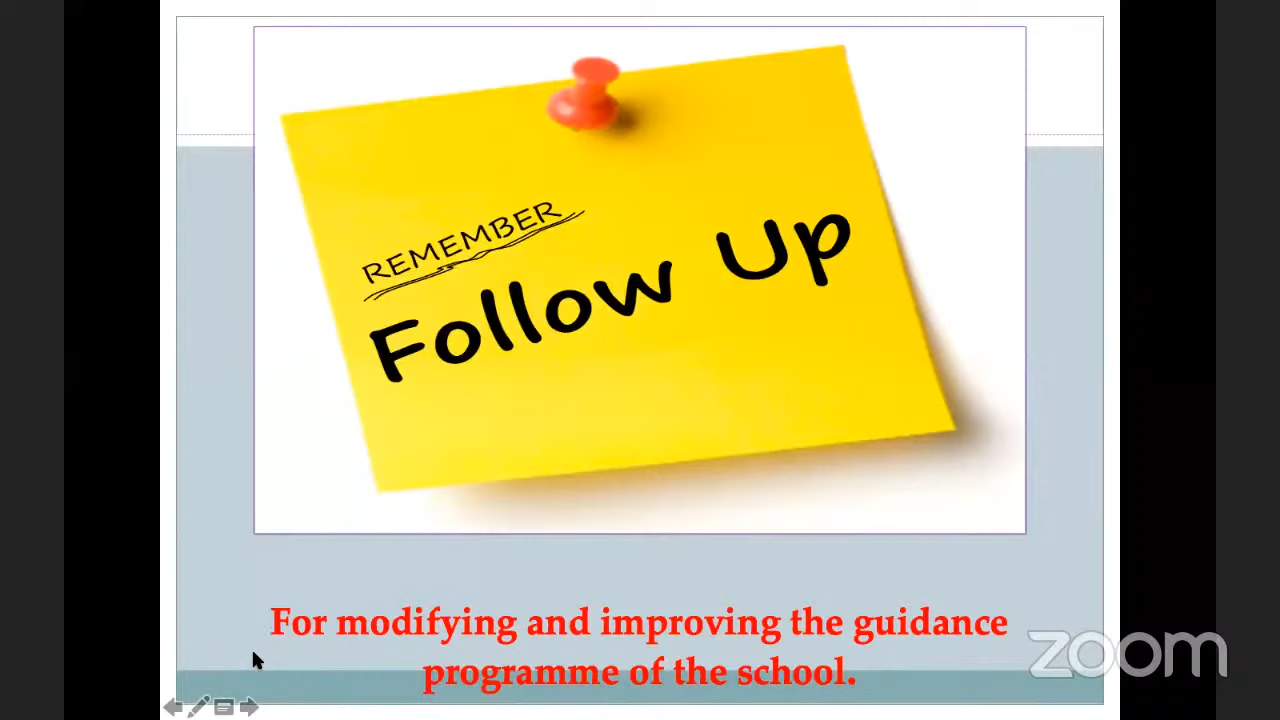 REMEMBER
Follow Up
For modifying and improving the guidance
programme of the school.
zoom